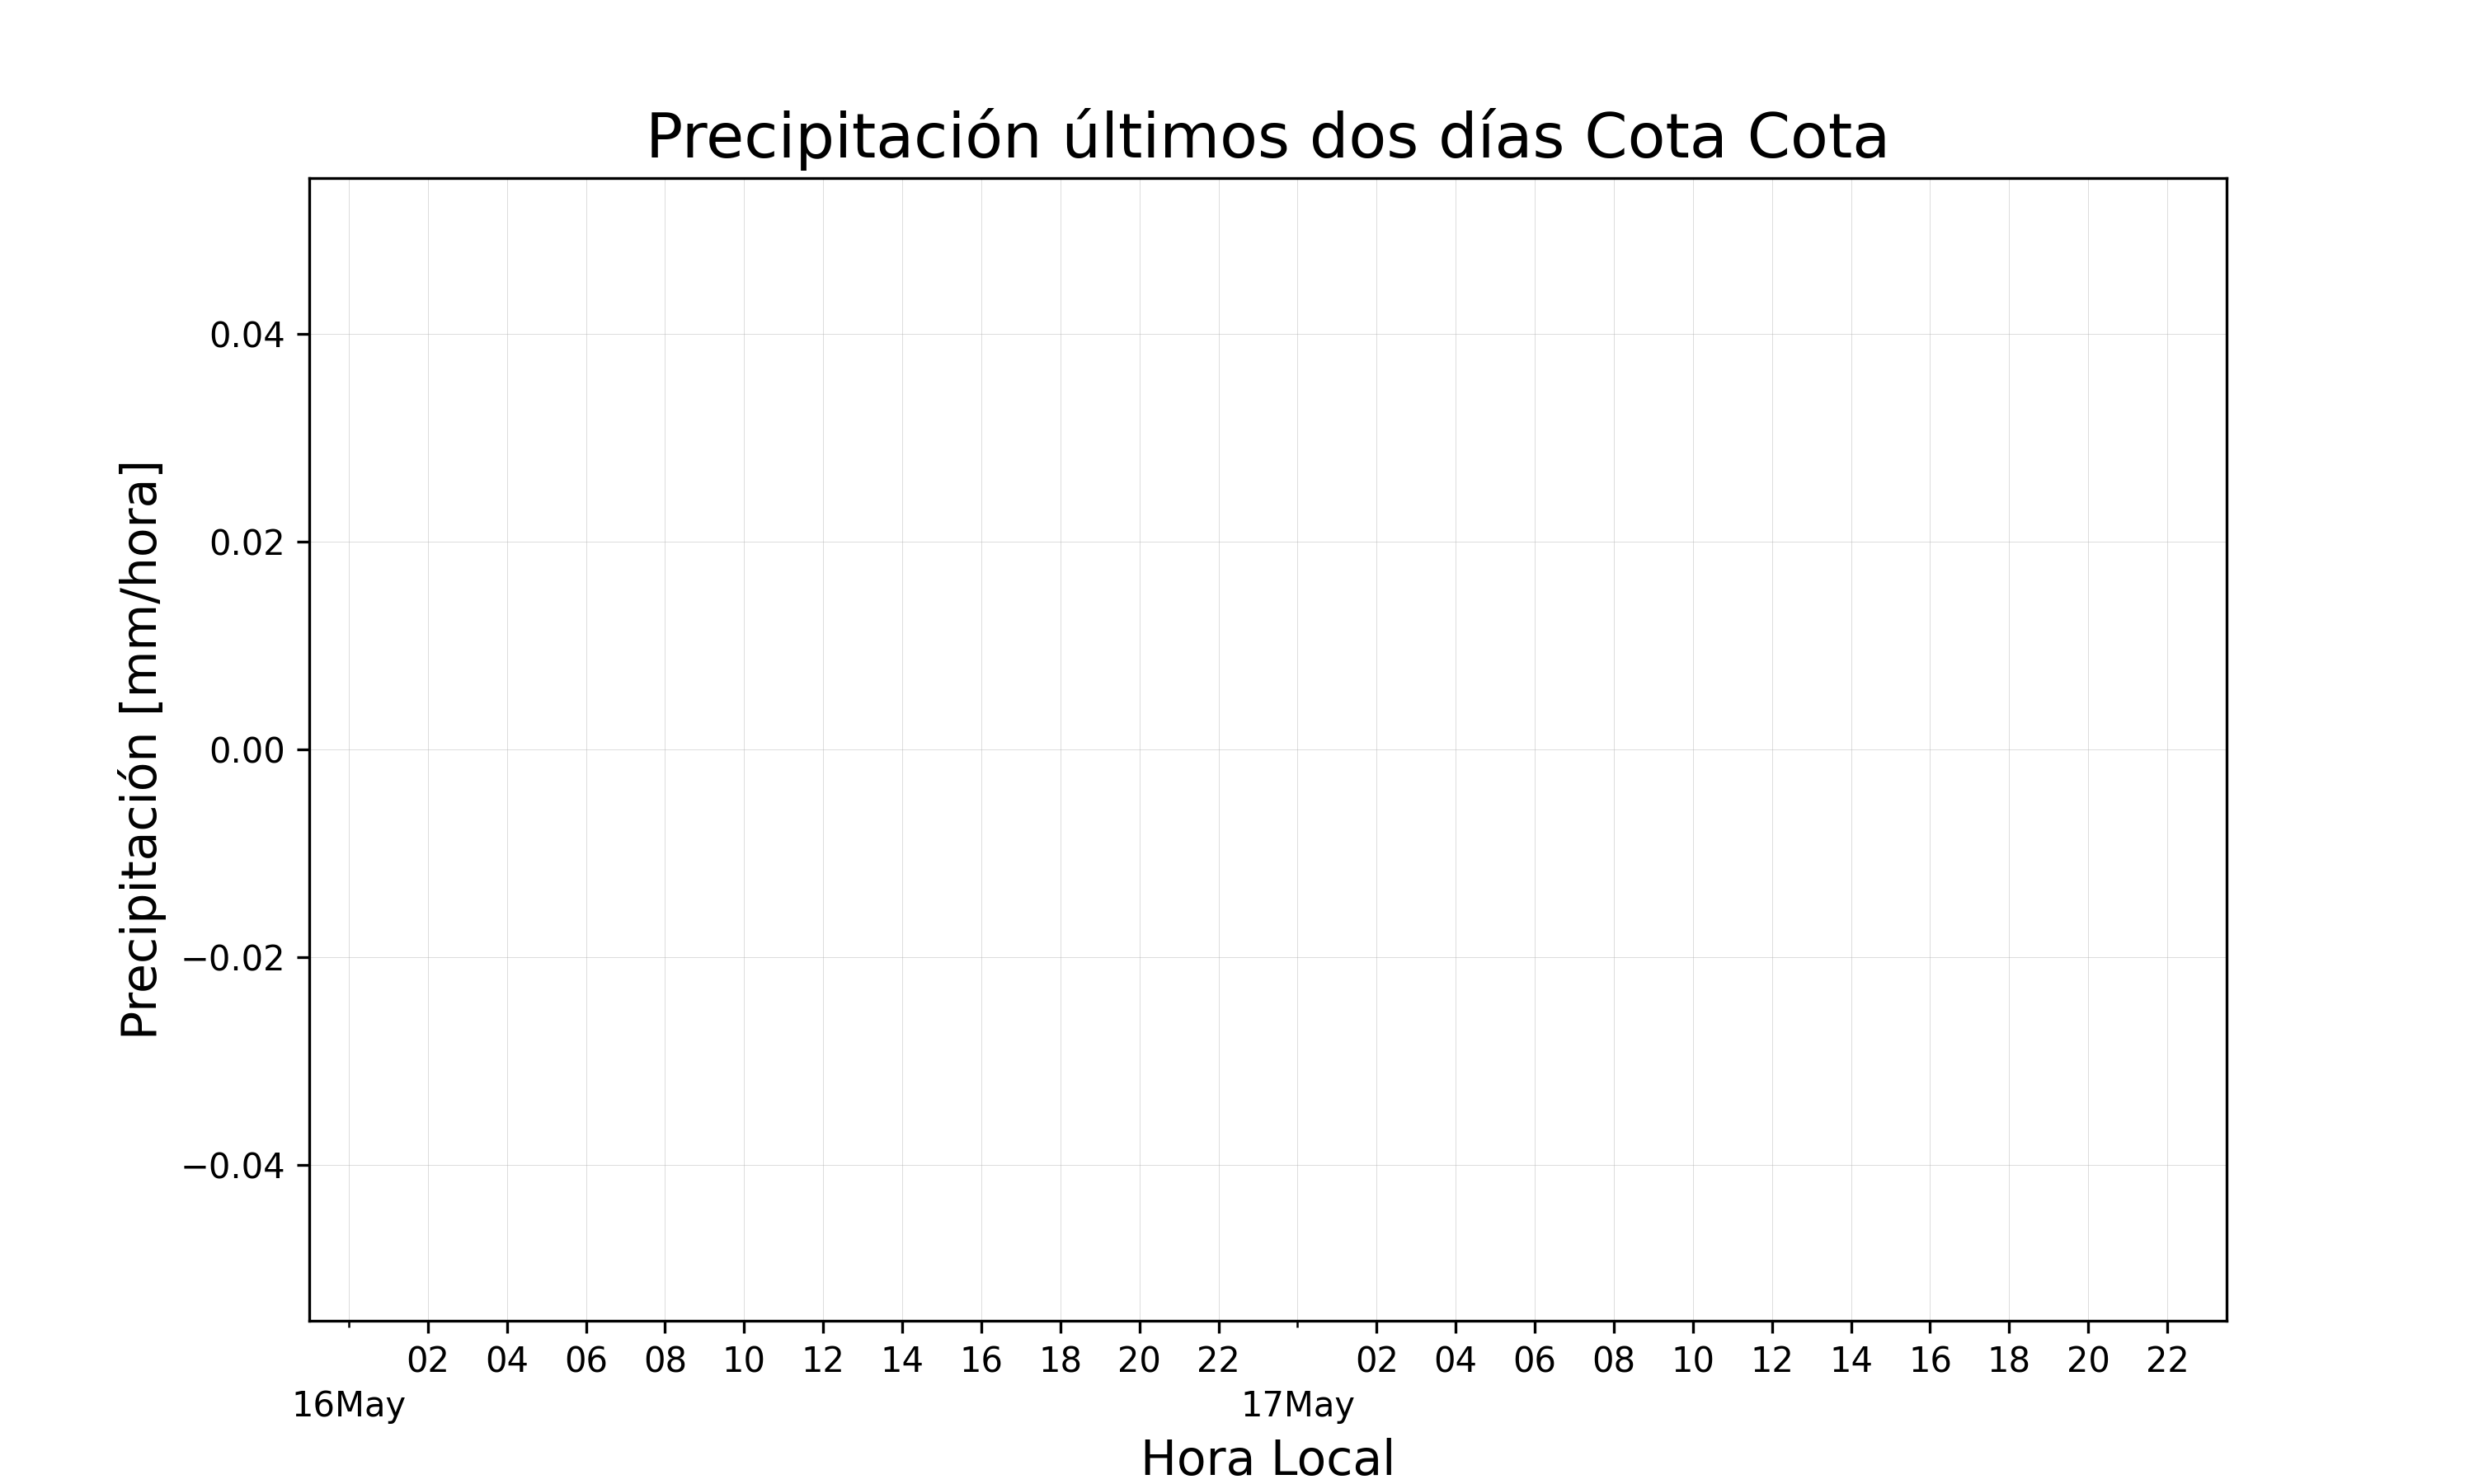 Precipitación últimos dos días Cota Cota
Precipitación [mm/hora]
0.04
0.02
0.00
−0.02
−0.04
02 04 06 08 10 12 14 16 18 20 22 02 04 06 08 10 12 14 16 18 20 22
16May 17May
Hora Local